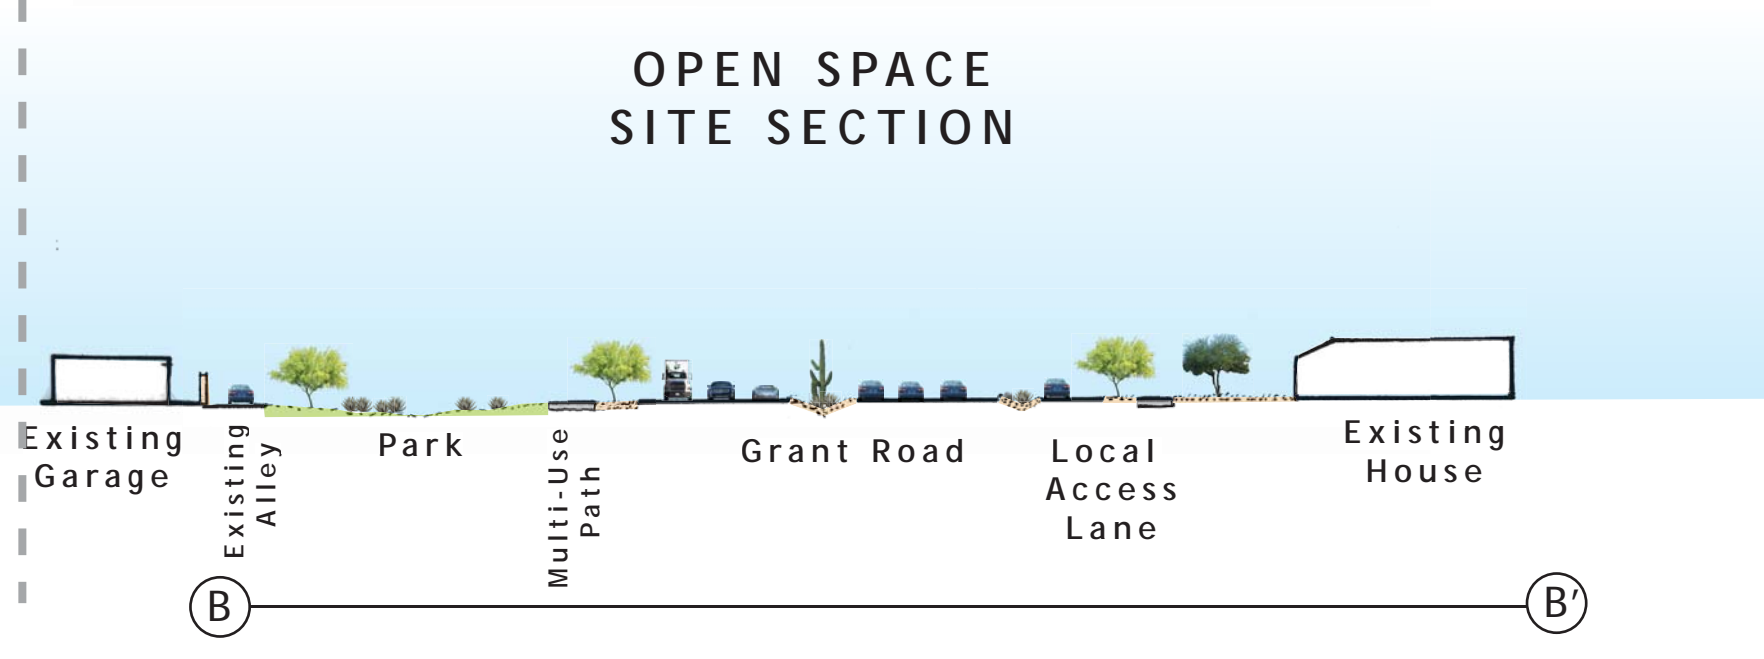 OPEN SPACE
SITE SECTION
Existing
Garage
Existing
Alley
Park
Multi-Use
Path
Grant Road
Local
Access
Lane
Existing
House
B
B'